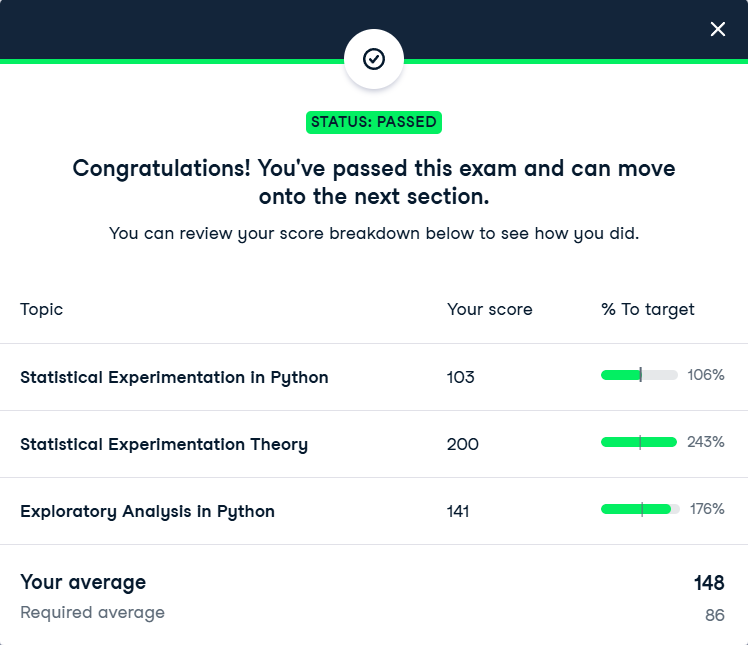 STATUS: PASSED
Congratulations! You've passed this exam and can move
onto the next section.
You can review your score breakdown below to see how you did.
Topic Your score % To target
Statistical Experimentation in Python 103 106%
Statistical Experimentation Theory 200 243%
Exploratory Analysis in Python 141 176%
Your average 148
Required average 86